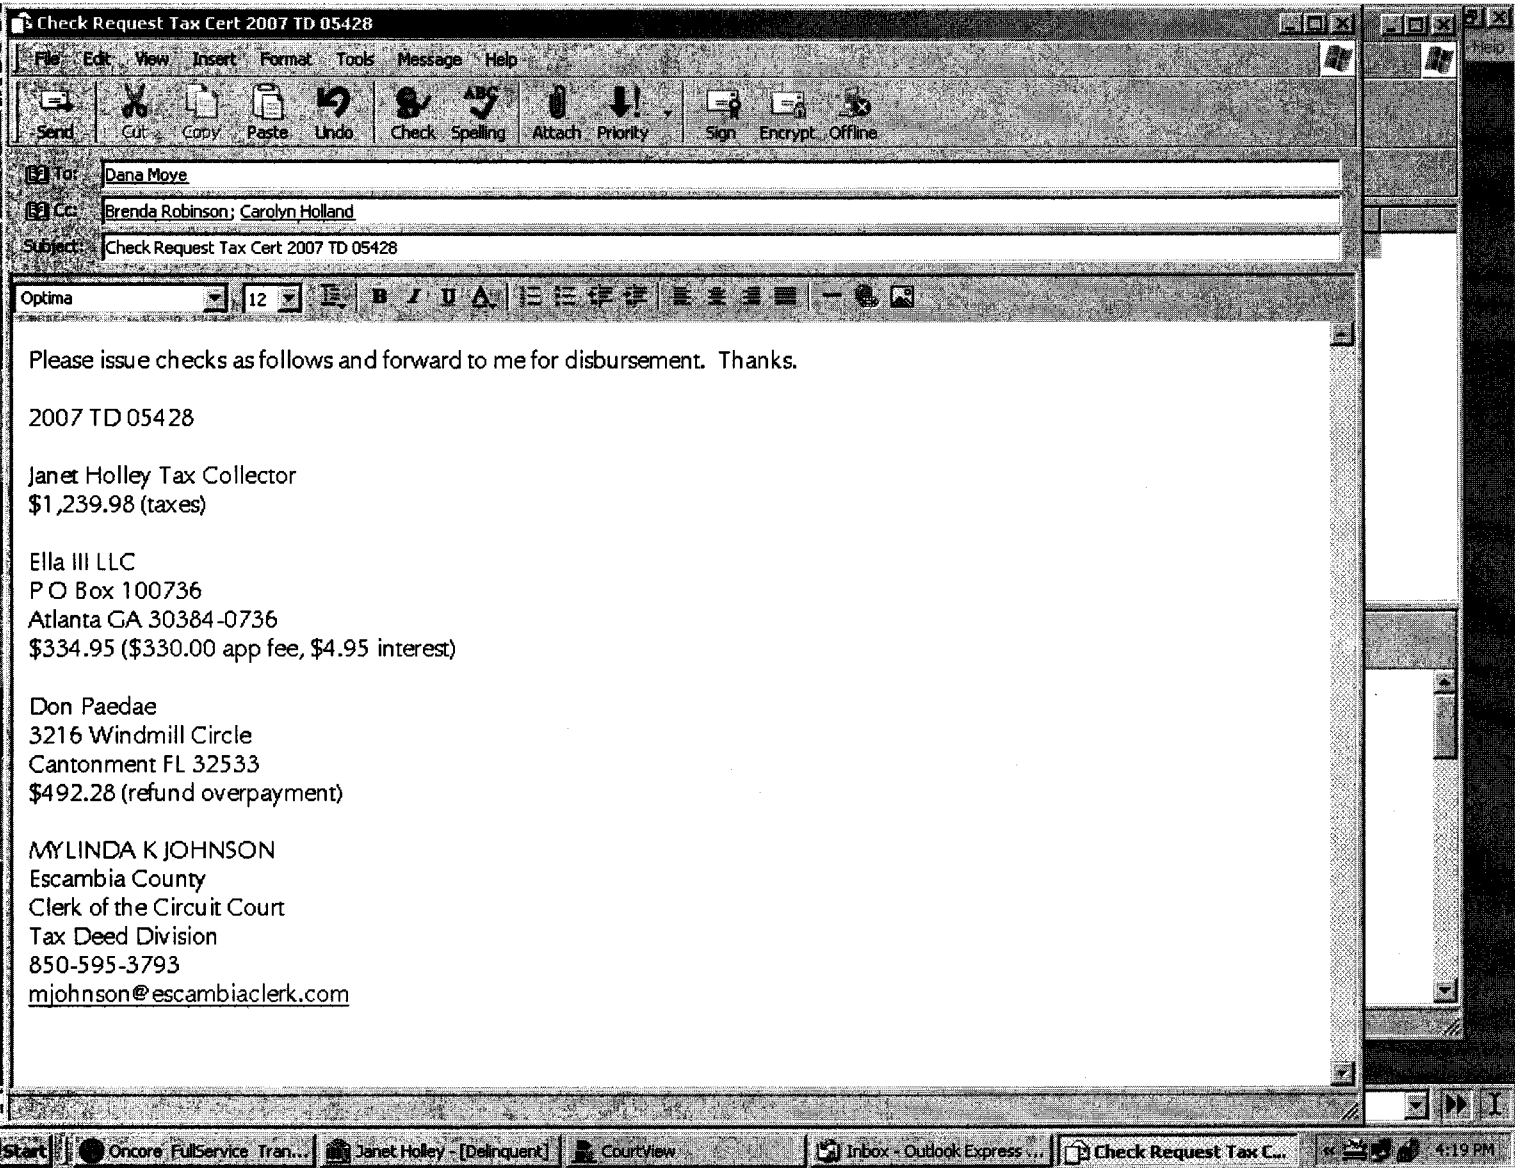 Check Request Tax Cert 2007 TD 05428
File Edit View Insert Format Tools Message Help
Help
Send Cut Copy Paste Undo Check Spelling Attach Priority Sign Encrypt Offline
To: Dana Moye
Cc: Brenda Robinson; Carolyn Holland
Subject: Check Request Tax Cert 2007 TD 05428
Optima 12 B I U A
Please issue checks as follows and forward to me for disbursement. Thanks.
2007 TD 05428
Janet Holley Tax Collector
$1,239.98 (taxes)
Ella III LLC
P O Box 100736
Atlanta GA 30384-0736
$334.95 ($330.00 app fee, $4.95 interest)
Don Paedae
3216 Windmill Circle
Cantonment FL 32533
$492.28 (refund overpayment)
MYLINDA K JOHNSON
Escambia County
Clerk of the Circuit Court
Tax Deed Division
850-595-3793
mjohnson@escambiaclerk.com
Start Oncore FullService Tran... Janet Holley - [Delinquent] CourtView Inbox - Outlook Express ... Check Request Tax C... 4:19 PM